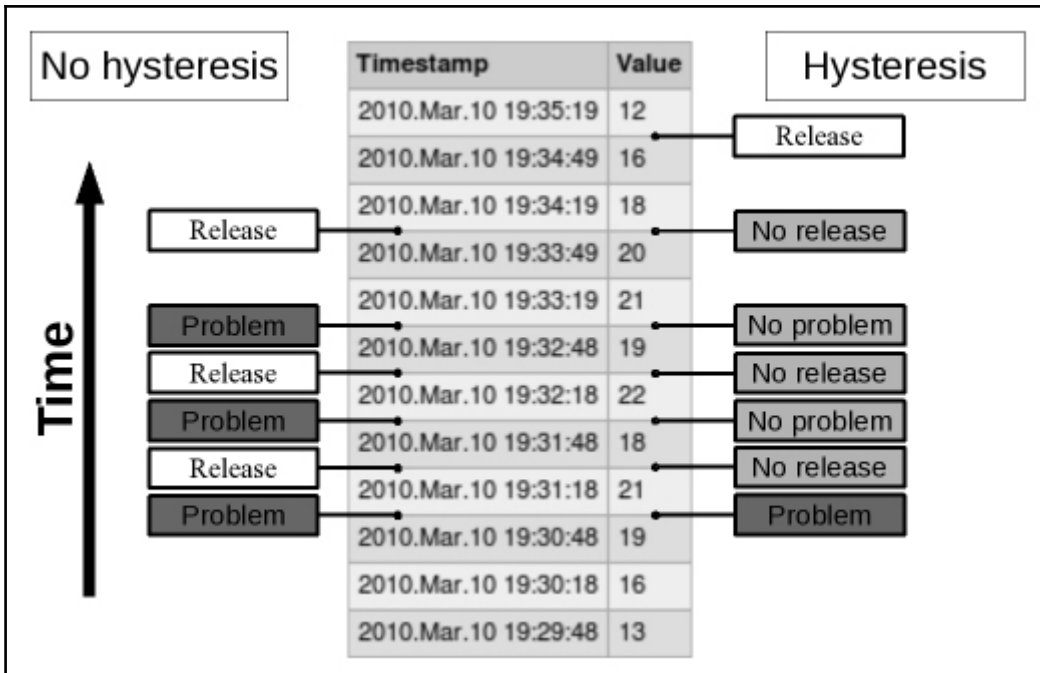 No hysteresis
Hysteresis
Timestamp Value
2010.Mar.10 19:35:19 12
Release
2010.Mar.10 19:34:49 16
2010.Mar.10 19:34:19 18
Release
No release
2010.Mar.10 19:33:49 20
2010.Mar.10 19:33:19 21
Problem
No problem
2010.Mar.10 19:32:48 19
Release
No release
2010.Mar.10 19:32:18 22
Problem
No problem
2010.Mar.10 19:31:48 18
Release
No release
2010.Mar.10 19:31:18 21
Problem
Problem
2010.Mar.10 19:30:48 19
2010.Mar.10 19:30:18 16
2010.Mar.10 19:29:48 13
Time